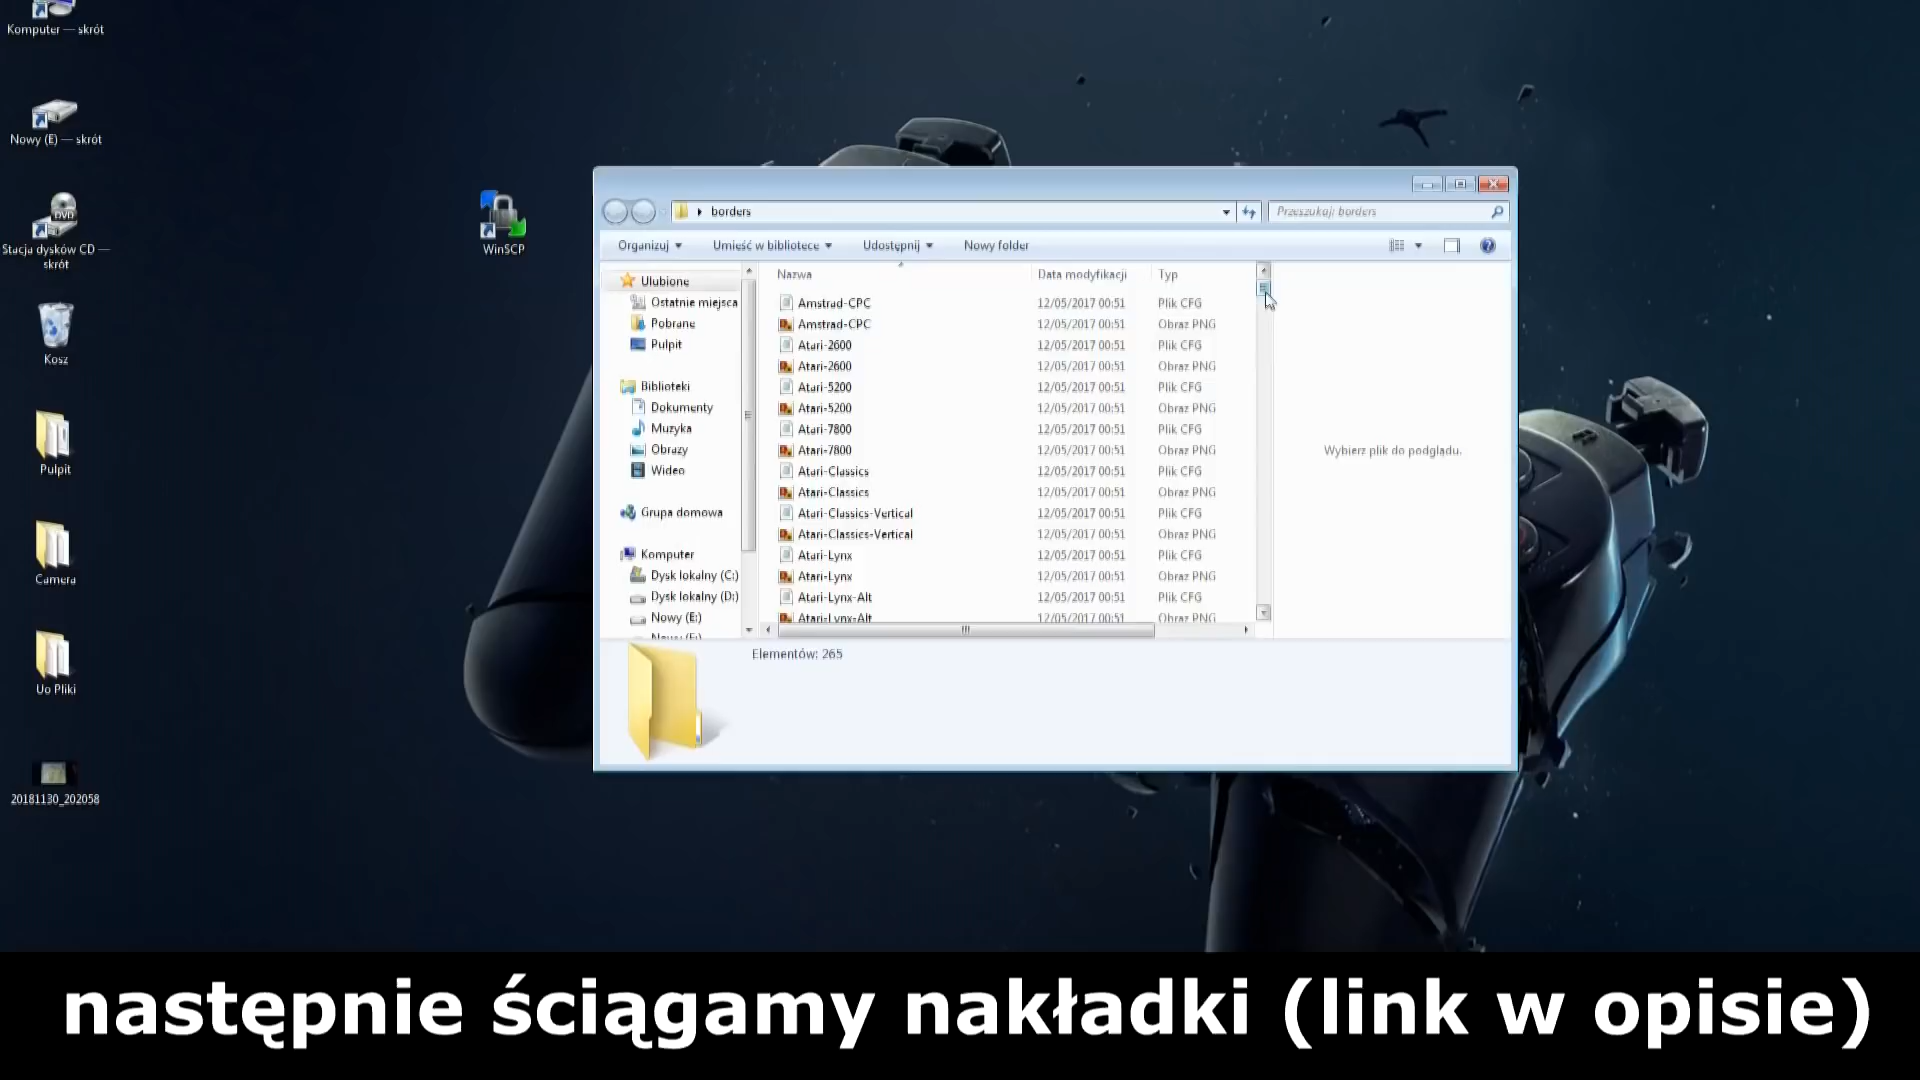 Komputer — skrót
Nowy (E) — skrót
DVD
Stacja dysków CD —
skrót
Kosz
Pulpit
Camera
Uo Pliki
20181130_202058
WinSCP
borders
Przeszukaj: borders
Organizuj
Umieść w bibliotece
Udostępnij
Nowy folder
Ulubione
Ostatnie miejsca
Pobrane
Pulpit
Biblioteki
Dokumenty
Muzyka
Obrazy
Wideo
Grupa domowa
Komputer
Dysk lokalny (C:)
Dysk lokalny (D:)
Nowy (E:)
Nowy (F:)
Nazwa Data modyfikacji Typ
Amstrad-CPC 12/05/2017 00:51 Plik CFG
Amstrad-CPC 12/05/2017 00:51 Obraz PNG
Atari-2600 12/05/2017 00:51 Plik CFG
Atari-2600 12/05/2017 00:51 Obraz PNG
Atari-5200 12/05/2017 00:51 Plik CFG
Atari-5200 12/05/2017 00:51 Obraz PNG
Atari-7800 12/05/2017 00:51 Plik CFG
Atari-7800 12/05/2017 00:51 Obraz PNG
Atari-Classics 12/05/2017 00:51 Plik CFG
Atari-Classics 12/05/2017 00:51 Obraz PNG
Atari-Classics-Vertical 12/05/2017 00:51 Plik CFG
Atari-Classics-Vertical 12/05/2017 00:51 Obraz PNG
Atari-Lynx 12/05/2017 00:51 Plik CFG
Atari-Lynx 12/05/2017 00:51 Obraz PNG
Atari-Lynx-Alt 12/05/2017 00:51 Plik CFG
Atari-Lynx-Alt 12/05/2017 00:51 Obraz PNG
Wybierz plik do podglądu.
Elementów: 265
następnie ściągamy nakładki (link w opisie)